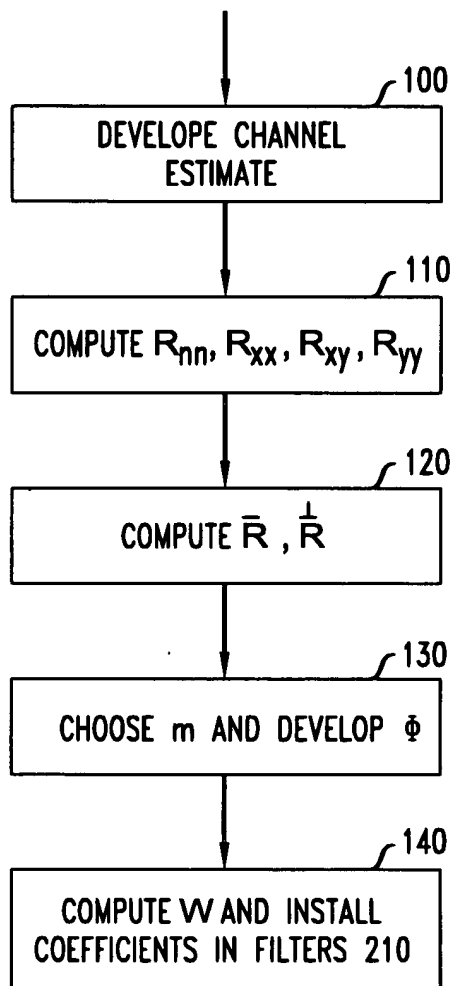 100
DEVELOPE CHANNEL
ESTIMATE
110
COMPUTE Rnn, Rxx, Rxy, Ryy
120
COMPUTE R̄, R̄^⊥
130
CHOOSE m AND DEVELOP Φ
140
COMPUTE W AND INSTALL
COEFFICIENTS IN FILTERS 210